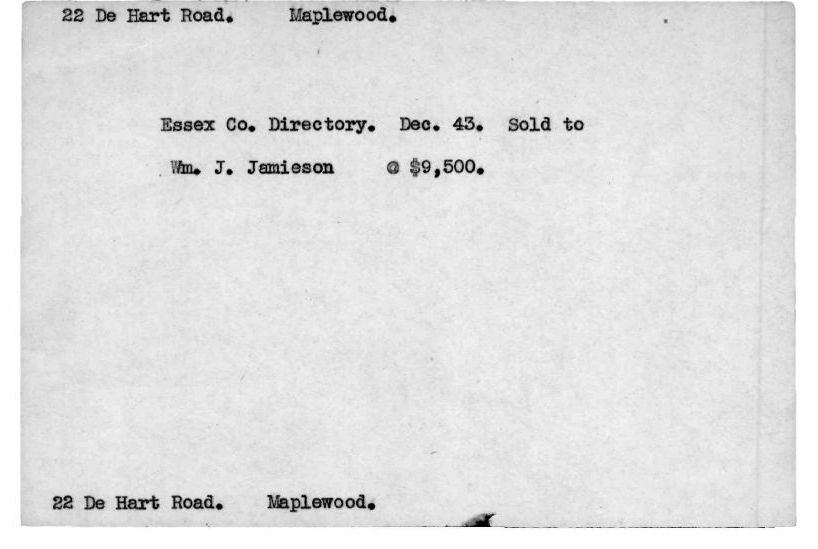 22 De Hart Road. Maplewood.
Essex Co. Directory. Dec. 43. Sold to
Wm. J. Jamieson @ $9,500.
22 De Hart Road. Maplewood.